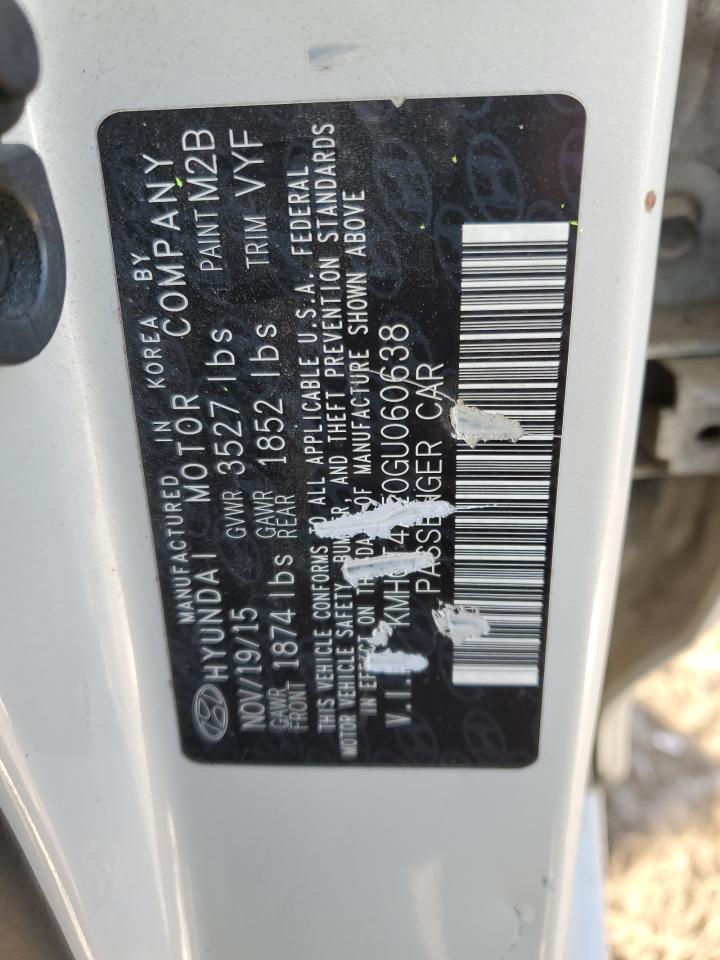 MANUFACTURED IN KOREA BY
HYUNDAI MOTOR COMPANY
NOV/19/15 GVWR 3527 lbs PAINT M2B
GAWR FRONT 1874 lbs GAWR REAR 1852 lbs TRIM VYF
THIS VEHICLE CONFORMS TO ALL APPLICABLE U.S.A. FEDERAL
MOTOR VEHICLE SAFETY, BUMPER, AND THEFT PREVENTION STANDARDS
IN EFFECT ON THE DATE OF MANUFACTURE SHOWN ABOVE
PASSENGER CAR